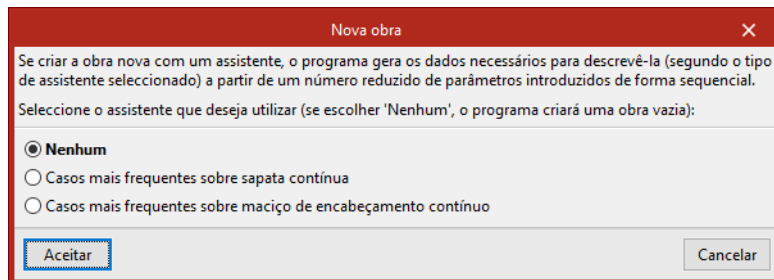 Nova obra
Se criar a obra nova com um assistente, o programa gera os dados necessários para descrevê-la (segundo o tipo
de assistente seleccionado) a partir de um número reduzido de parâmetros introduzidos de forma sequencial.
Seleccione o assistente que deseja utilizar (se escolher 'Nenhum', o programa criará uma obra vazia):
Nenhum
Casos mais frequentes sobre sapata contínua
Casos mais frequentes sobre maciço de encabeçamento contínuo
Aceitar
Cancelar